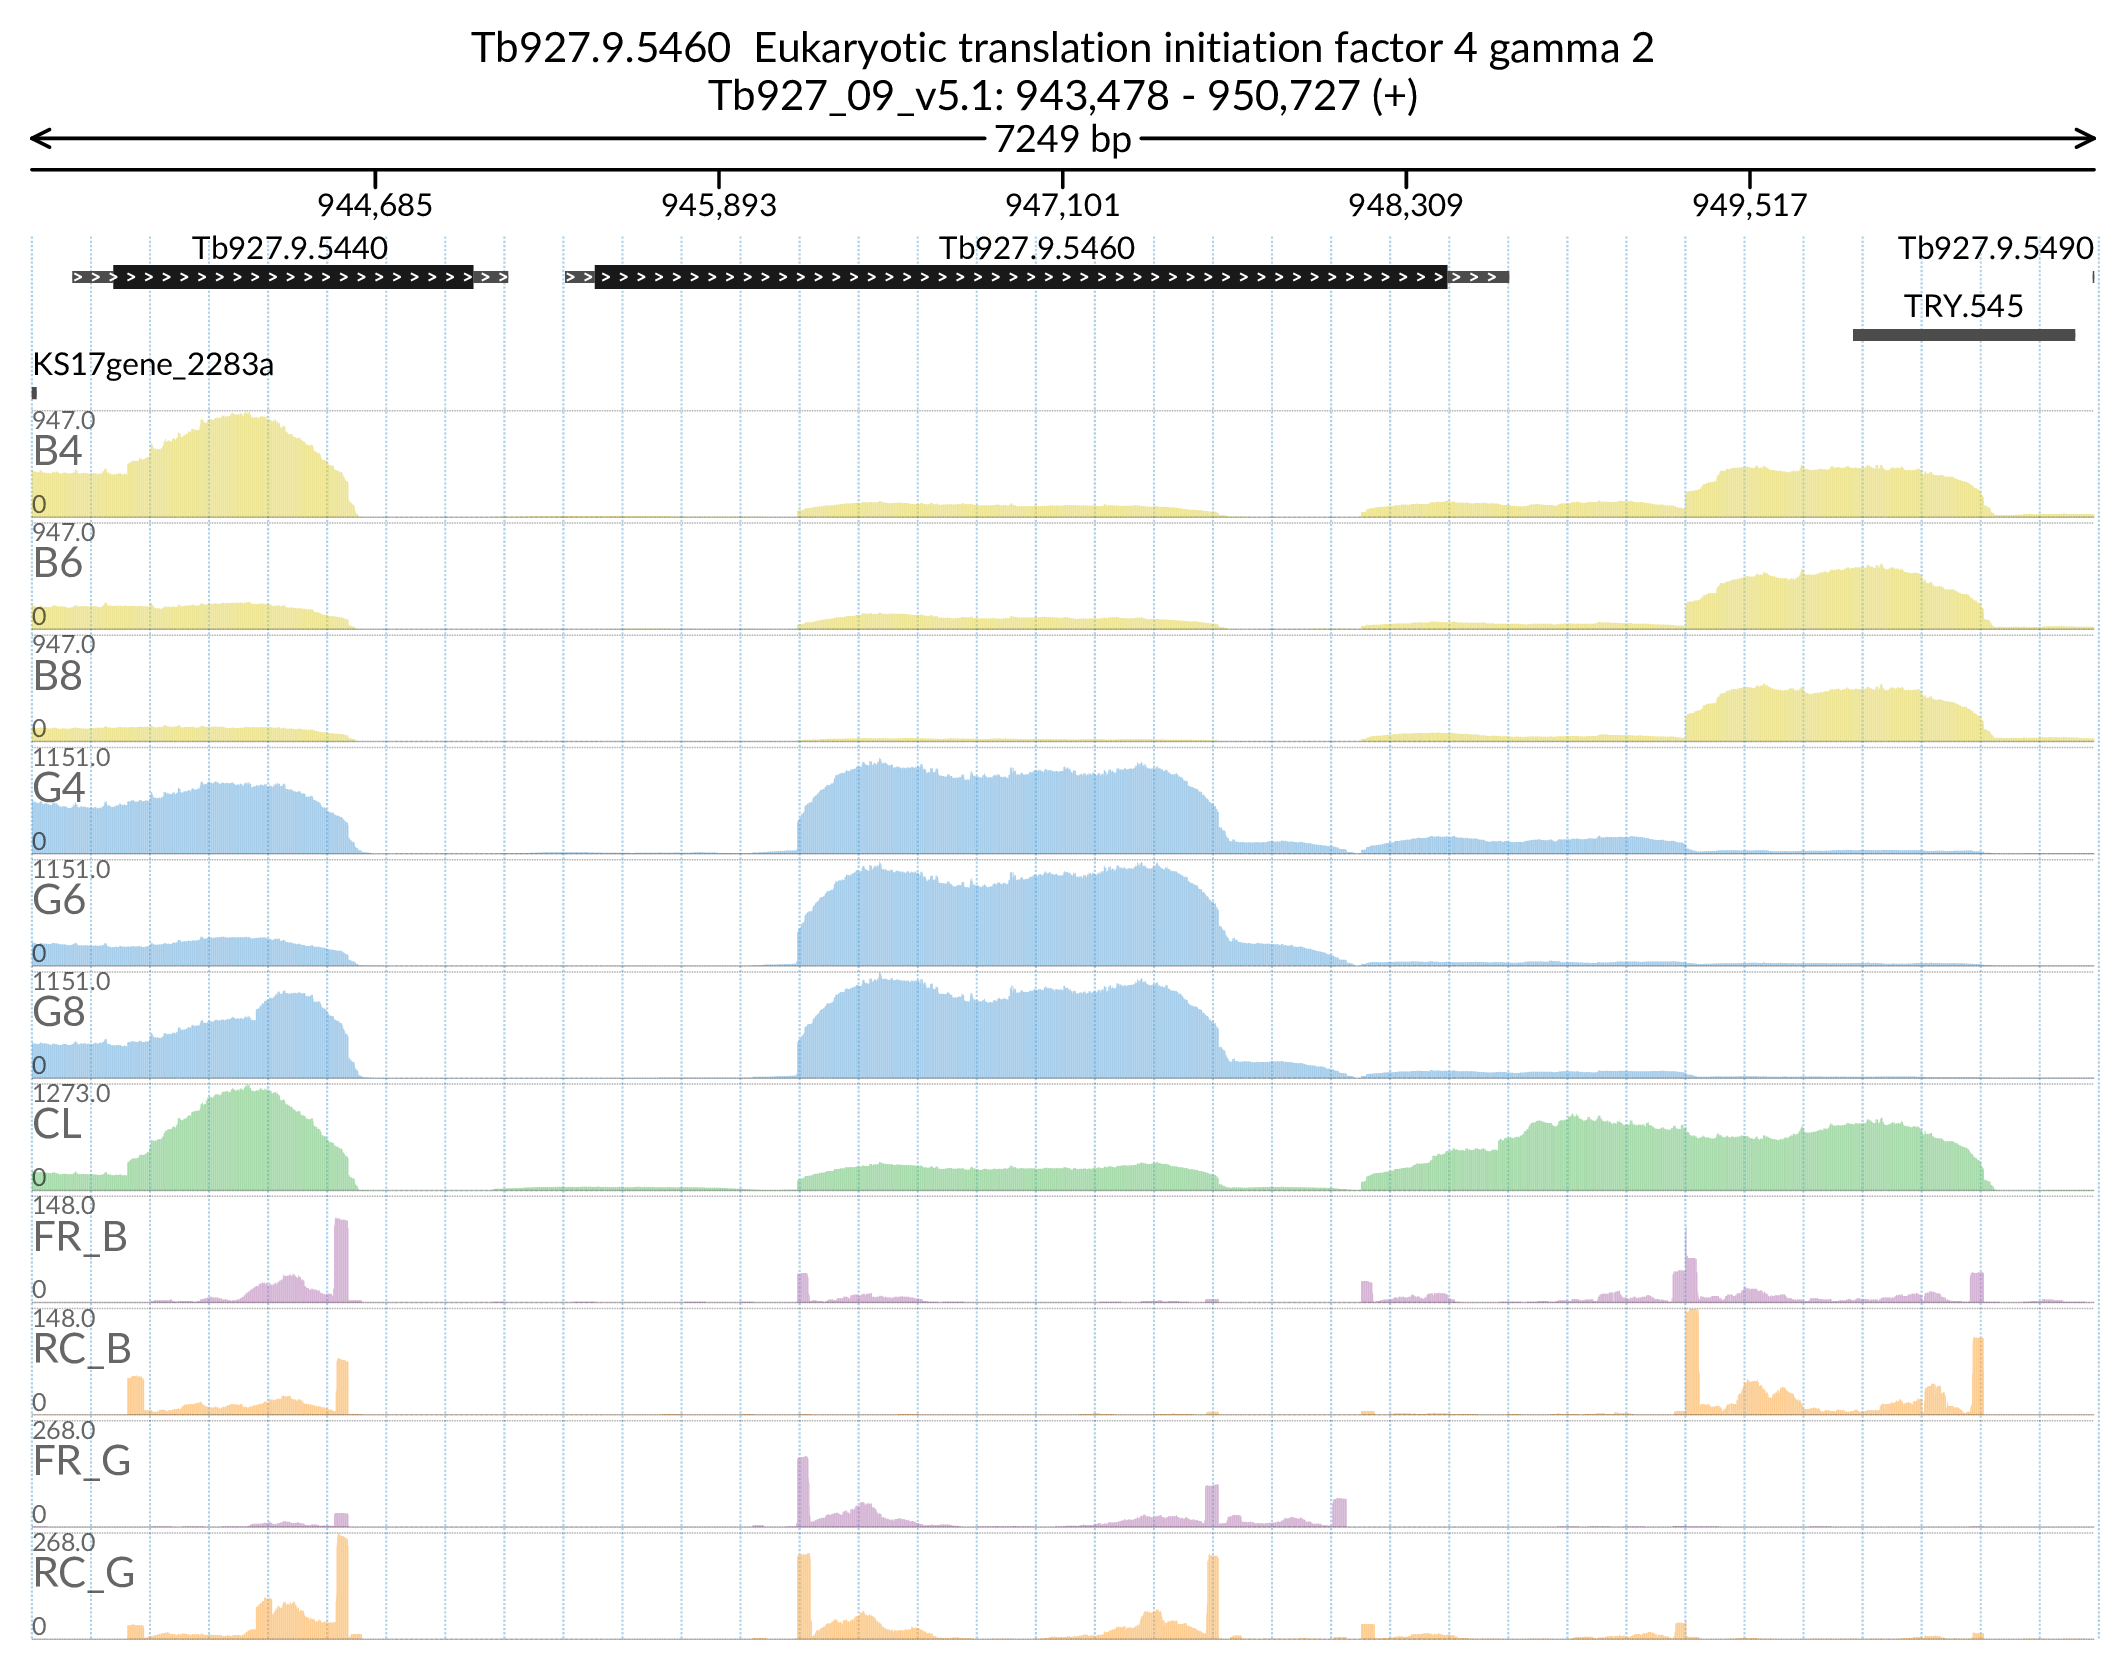 Tb927.9.5460  Eukaryotic translation initiation factor 4 gamma 2
Tb927_09_v5.1: 943,478 - 950,727 (+)
7249 bp
944,685 945,893 947,101 948,309 949,517
Tb927.9.5440 Tb927.9.5460 Tb927.9.5490
TRY.545
KS17gene_2283a
947.0
B4
0
947.0
B6
0
947.0
B8
0
1151.0
G4
0
1151.0
G6
0
1151.0
G8
0
1273.0
CL
0
148.0
FR_B
0
148.0
RC_B
0
268.0
FR_G
0
268.0
RC_G
0